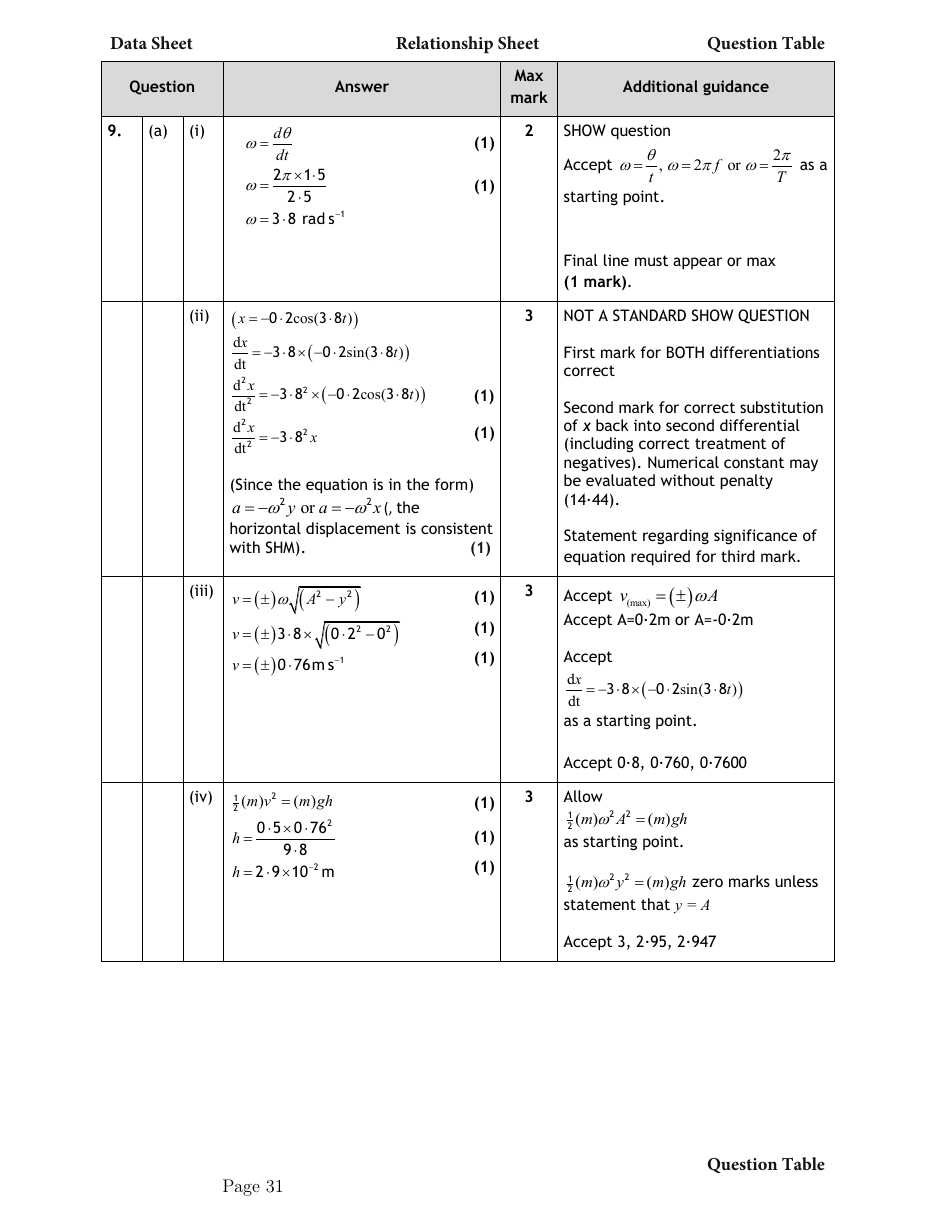 Data Sheet Relationship Sheet Question Table
Question Answer Max mark Additional guidance
9. (a) (i) ω = dθ/dt (1) 2 SHOW question
ω = 2π×1·5/2·5 (1) Accept ω = θ/t, ω = 2πf or ω = 2π/T as a
starting point.
ω = 3·8 rad s⁻¹
Final line must appear or max
(1 mark).
(ii) (x = −0·2cos(3·8t)) 3 NOT A STANDARD SHOW QUESTION
dx/dt = −3·8×(−0·2sin(3·8t))
First mark for BOTH differentiations
correct
d²x/dt² = −3·8²×(−0·2cos(3·8t)) (1)
d²x/dt² = −3·8²x (1)
Second mark for correct substitution
of x back into second differential
(including correct treatment of
negatives). Numerical constant may
be evaluated without penalty
(14·44).
(Since the equation is in the form)
a = −ω²y or a = −ω²x (, the
horizontal displacement is consistent
with SHM). (1)
Statement regarding significance of
equation required for third mark.
(iii) v = (±)ω√(A² − y²) (1) 3 Accept v(max) = (±)ωA
v = (±)3·8×√(0·2² − 0²) (1) Accept A=0·2m or A=-0·2m
v = (±)0·76 m s⁻¹ (1)
Accept
dx/dt = −3·8×(−0·2sin(3·8t))
as a starting point.
Accept 0·8, 0·760, 0·7600
(iv) ½(m)v² = (m)gh (1) 3 Allow
½(m)ω²A² = (m)gh
as starting point.
h = 0·5×0·76²/9·8 (1)
h = 2·9×10⁻² m (1)
½(m)ω²y² = (m)gh zero marks unless
statement that y = A
Accept 3, 2·95, 2·947
Question Table
Page 31